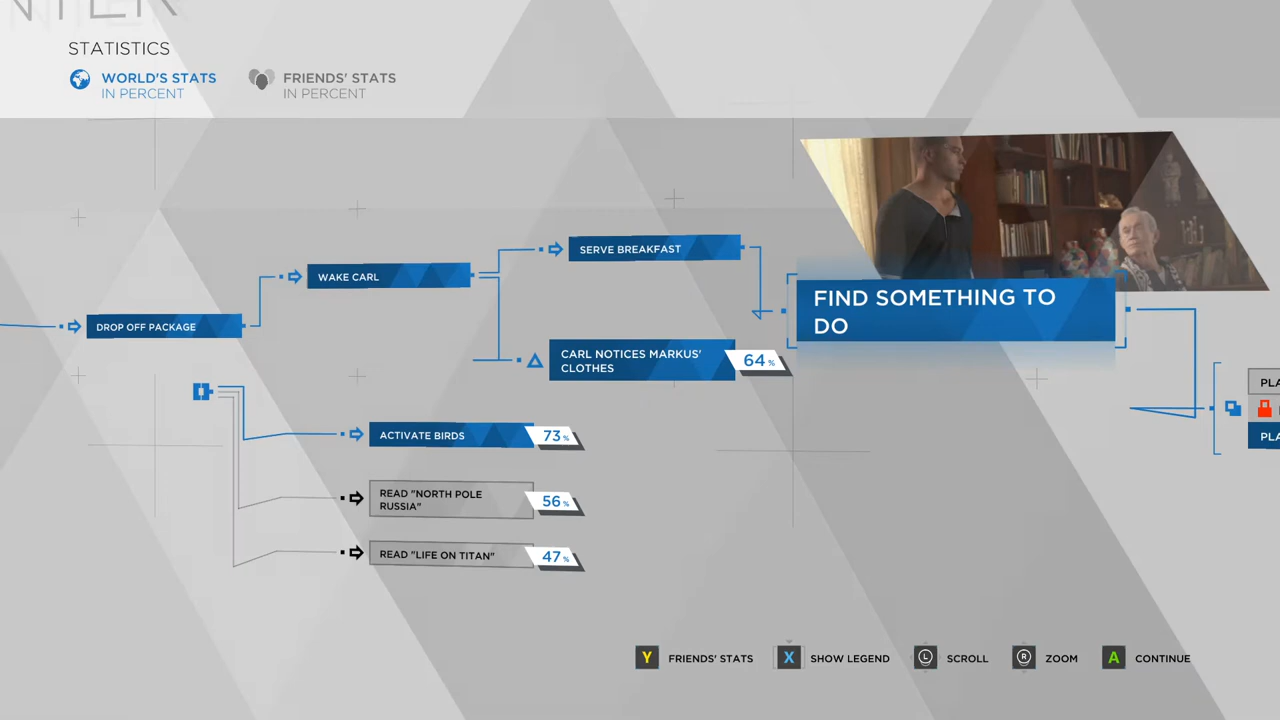 STATISTICS
WORLD'S STATS
IN PERCENT
FRIENDS' STATS
IN PERCENT
DROP OFF PACKAGE
WAKE CARL
SERVE BREAKFAST
CARL NOTICES MARKUS'
CLOTHES
64%
FIND SOMETHING TO
DO
PLA
PLA
ACTIVATE BIRDS
73%
READ "NORTH POLE
RUSSIA"
56%
READ "LIFE ON TITAN"
47%
Y FRIENDS' STATS
X SHOW LEGEND
L SCROLL
R ZOOM
A CONTINUE